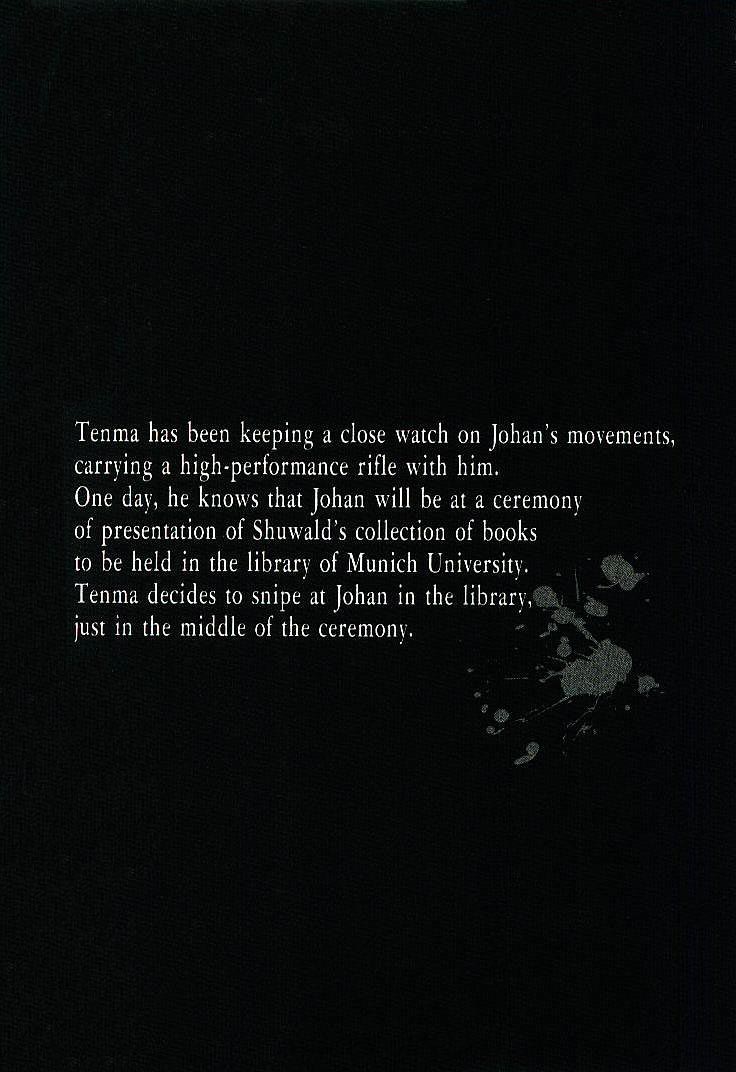 Tenma has been keeping a close watch on Johan's movements,
carrying a high-performance rifle with him.
One day, he knows that Johan will be at a ceremony
of presentation of Shuwald's collection of books
to be held in the library of Munich University.
Tenma decides to snipe at Johan in the library,
just in the middle of the ceremony.